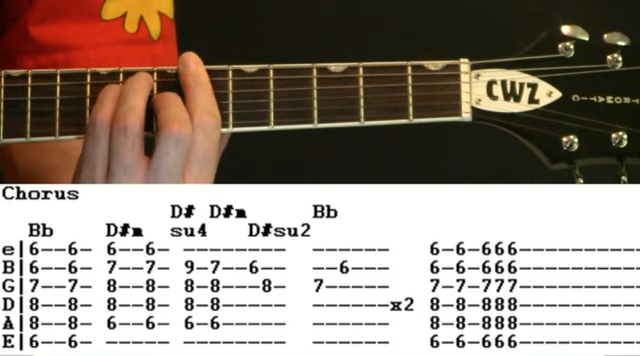 CWZ
CITAMORHC
Chorus
D# D#m Bb
Bb D#m su4 D#su2
e|6--6- 6--6- ------ ------ ------ 6-6-666----------
B|6--6- 7--7- 9-7--6-- --6--- 6-6-666----------
G|7--7- 8--8- 8-8---8- 7----- 7-7-777----------
D|8--8- 8--8- 8-8----- ------x2 8-8-888----------
A|8--8- 6--6- 6-6----- ------ 8-8-888----------
E|6--6- ------ ------ ------ 6-6-666----------